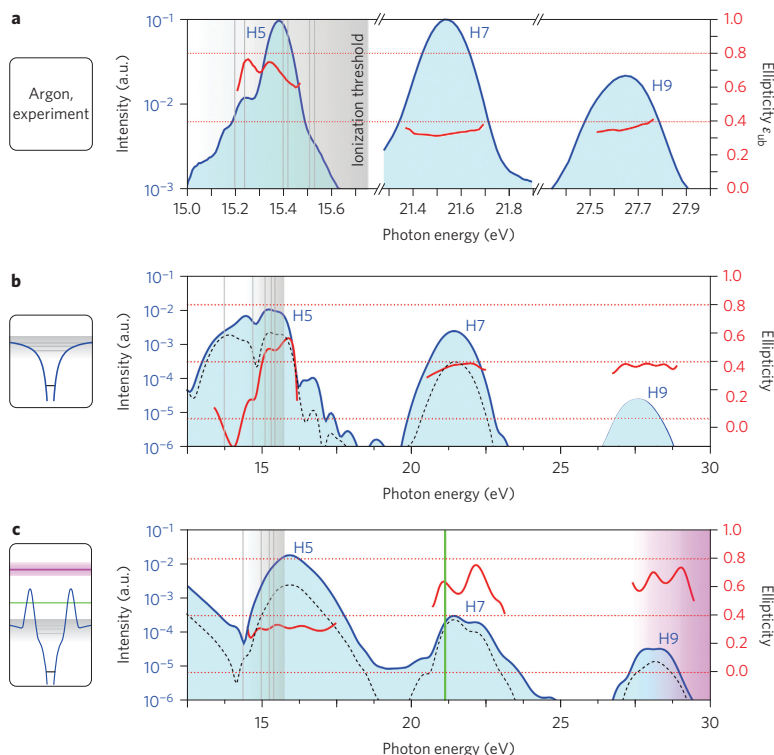 a
Argon,
experiment
Intensity (a.u.)
10⁻¹
10⁻²
10⁻³
H5
Ionization threshold
H7
H9
1.0
0.8
0.6
0.4
0.2
0.0
Ellipticity εub
15.0 15.2 15.4 15.6 21.4 21.6 21.8 27.5 27.7 27.9
Photon energy (eV)
b
Intensity (a.u.)
10⁻¹
10⁻²
10⁻³
10⁻⁴
10⁻⁵
10⁻⁶
H5
H7
H9
1.0
0.8
0.6
0.4
0.2
0.0
Ellipticity
15 20 25 30
Photon energy (eV)
c
Intensity (a.u.)
10⁻¹
10⁻²
10⁻³
10⁻⁴
10⁻⁵
10⁻⁶
H5
H7
H9
1.0
0.8
0.6
0.4
0.2
0.0
Ellipticity
15 20 25 30
Photon energy (eV)